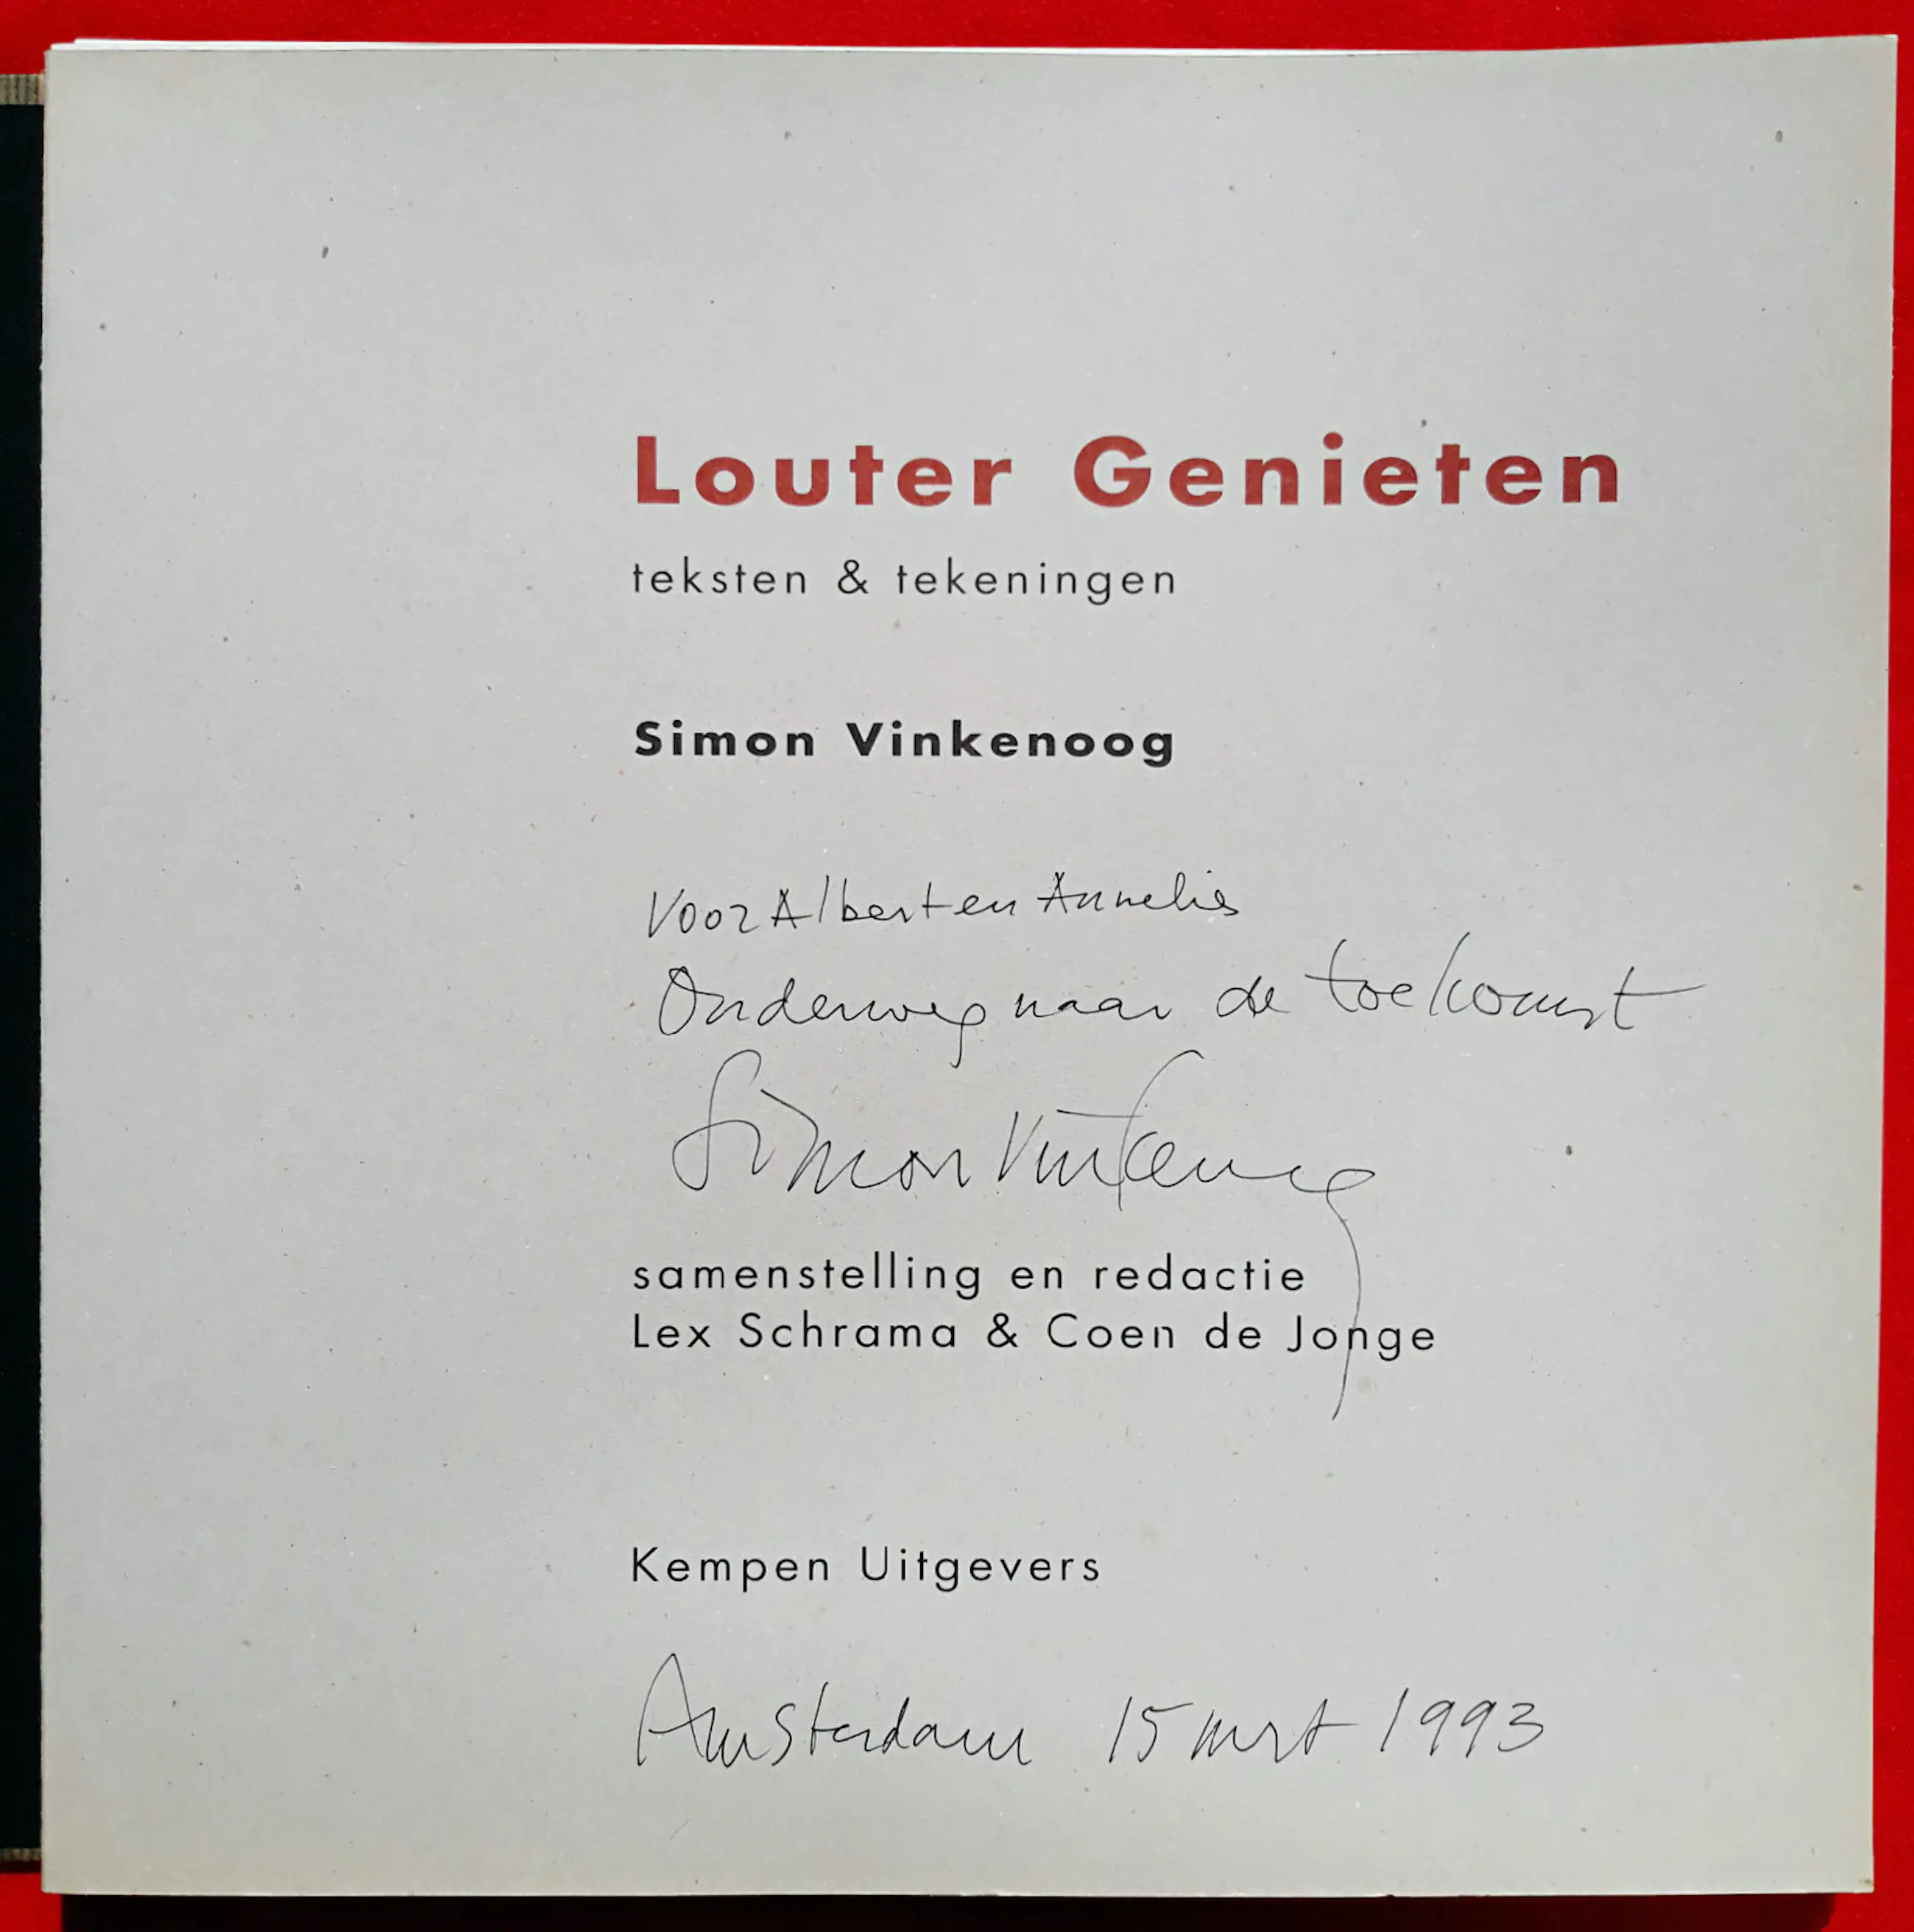 Louter Genieten
teksten & tekeningen
Simon Vinkenoog
Voor Albert en Annelies
Onderweg naar de toekomst
Simon Vinkenoog
samenstelling en redactie
Lex Schrama & Coen de Jonge
Kempen Uitgevers
Amsterdam 15 mrt 1993